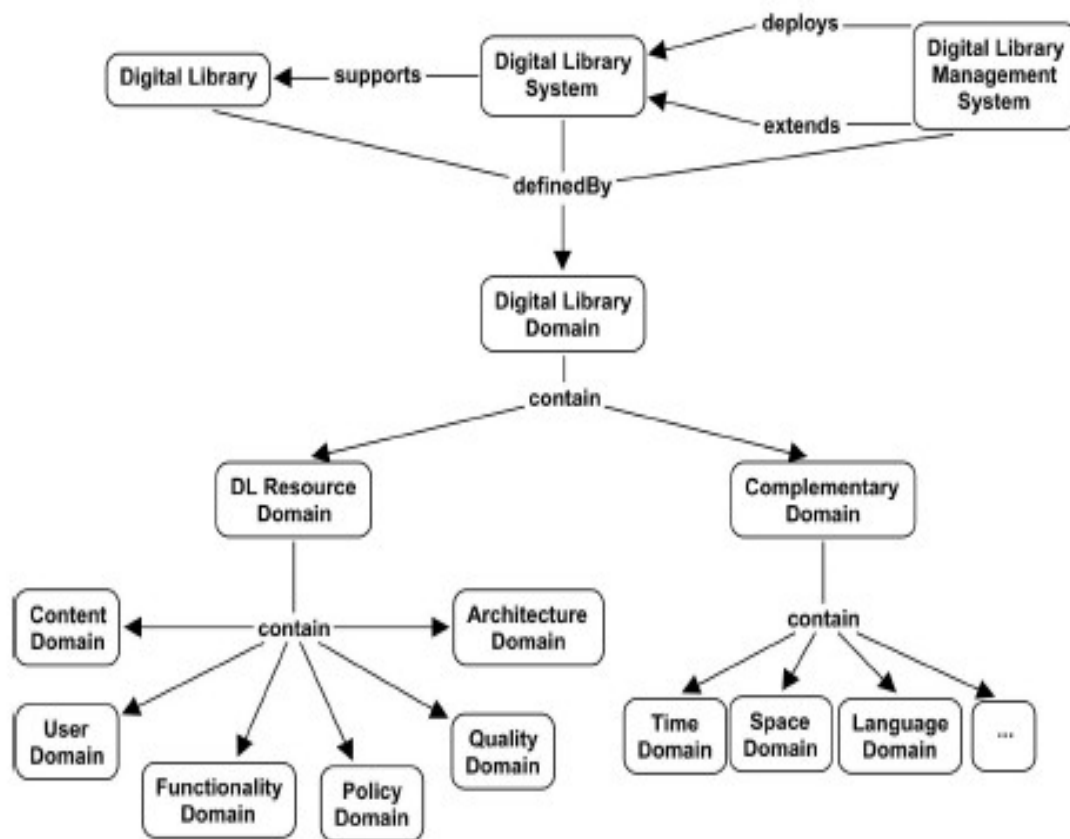 deploys
Digital Library
Management
System
Digital Library
System
supports
Digital Library
extends
definedBy
Digital Library
Domain
contain
DL Resource
Domain
Complementary
Domain
Content
Domain
contain
Architecture
Domain
contain
User
Domain
Functionality
Domain
Policy
Domain
Quality
Domain
Time
Domain
Space
Domain
Language
Domain
...